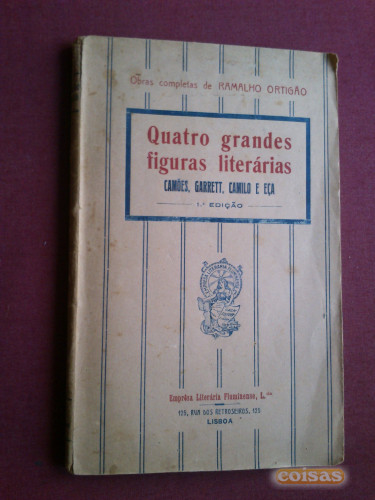 Obras completas de RAMALHO ORTIGÃO
Quatro grandes
figuras literárias
CAMÕES, GARRETT, CAMILO E EÇA
1.ª EDIÇÃO
Emprêsa Literária Fluminense, L.da
125, RUA DOS RETROSEIROS, 125
LISBOA
coisas